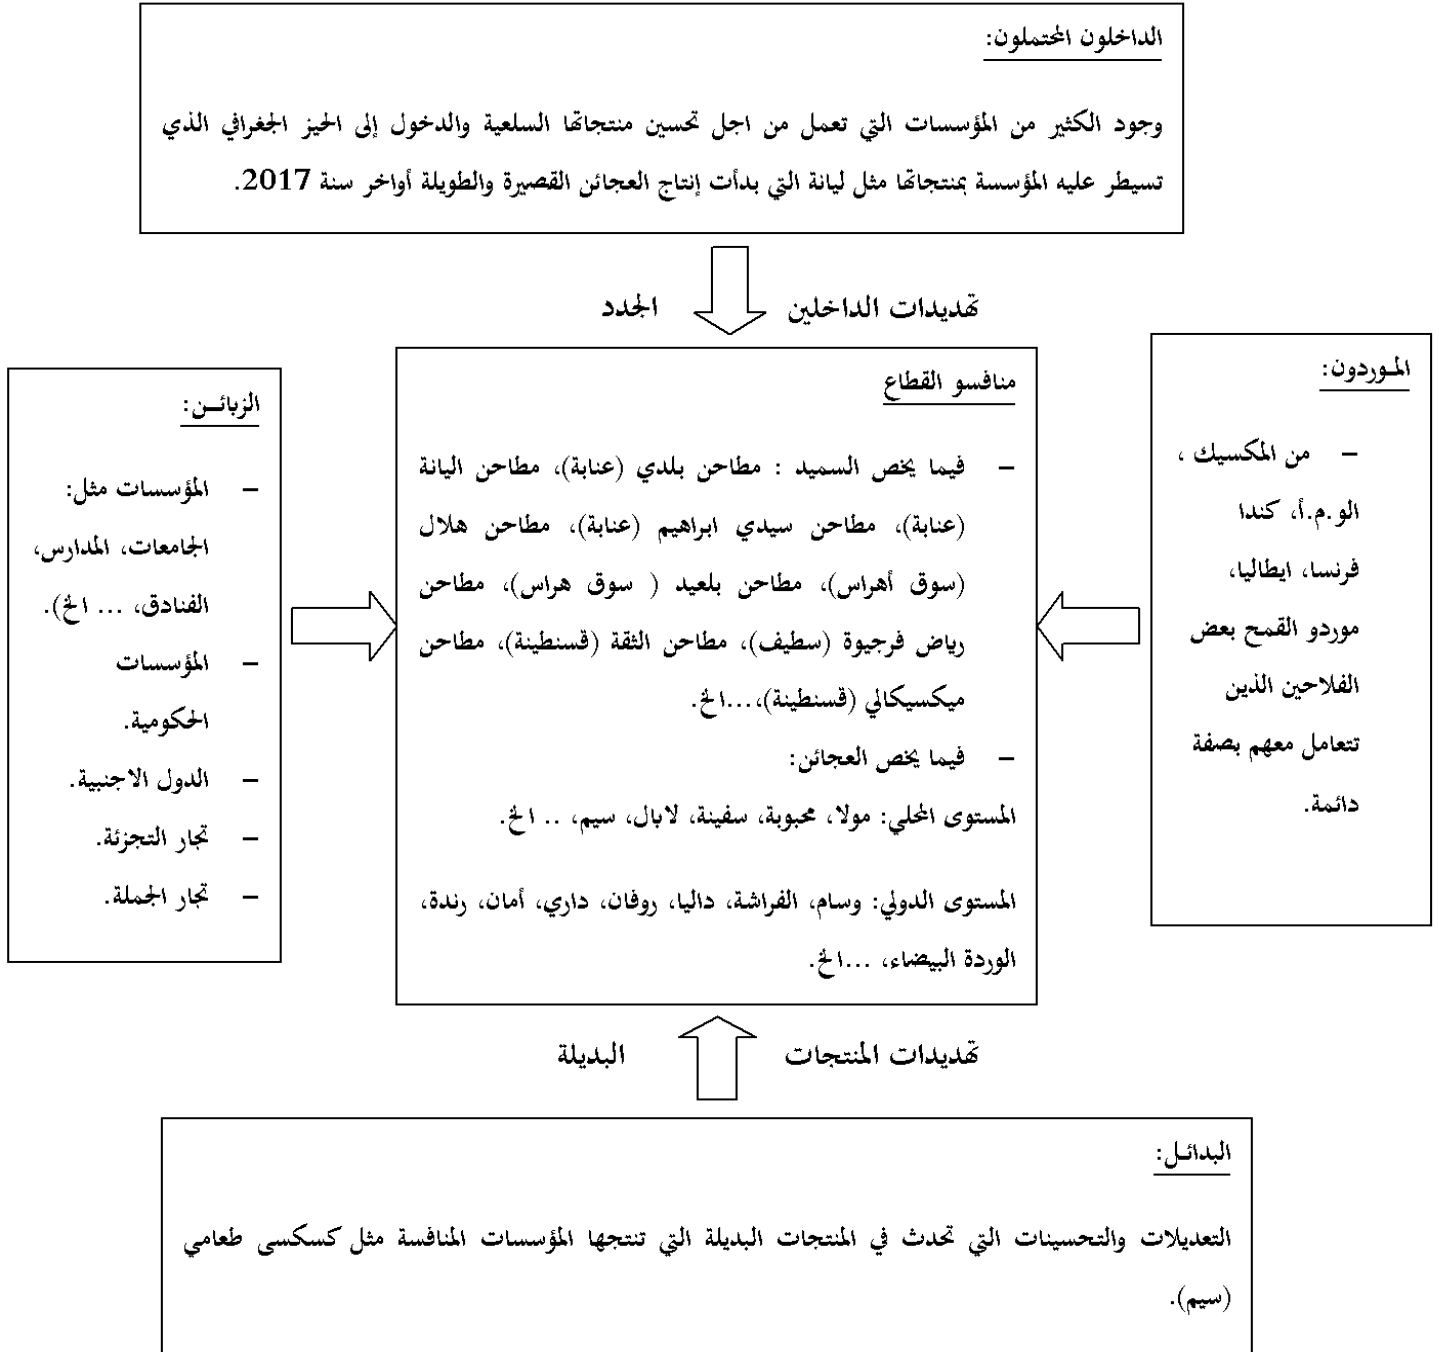 الداخلون المحتملون:
وجود الكثير من المؤسسات التي تعمل من اجل تحسين منتجاتها السلعية والدخول إلى الحيز الجغرافي الذي
تسيطر عليه المؤسسة بمنتجاتها مثل ليانة التي بدأت إنتاج العجائن القصيرة والطويلة أواخر سنة 2017.
تهديدات الداخلين الجدد
الموردون:
– من المكسيك ،
الو.م.أ، كندا
فرنسا، ايطاليا،
موردو القمح بعض
الفلاحين الذين
تتعامل معهم بصفة
دائمة.
منافسو القطاع
– فيما يخص السميد : مطاحن بلدي (عنابة)، مطاحن اليانة
(عنابة)، مطاحن سيدي ابراهيم (عنابة)، مطاحن هلال
(سوق أهراس)، مطاحن بلعيد ( سوق هراس)، مطاحن
رياض فرجيوة (سطيف)، مطاحن الثقة (قسنطينة)، مطاحن
ميكسيكالي (قسنطينة)،...الخ.
– فيما يخص العجائن:
المستوى المحلي: مولا، محبوبة، سفينة، لابال، سيم، .. الخ.
المستوى الدولي: وسام، الفراشة، داليا، روفان، داري، أمان، رندة،
الوردة البيضاء، ...الخ.
الزبائـن:
– المؤسسات مثل:
الجامعات، المدارس،
الفنادق، ... الخ).
– المؤسسات
الحكومية.
– الدول الاجنبية.
– تجار التجزئة.
– تجار الجملة.
تهديدات المنتجات البديلة
البدائل:
التعديلات والتحسينات التي تحدث في المنتجات البديلة التي تنتجها المؤسسات المنافسة مثل كسكسى طعامي
(سيم).